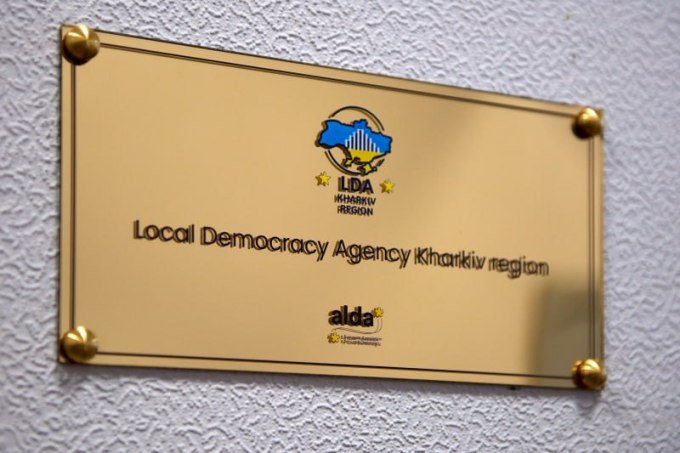 LDA
KHARKIV
REGION
Local Democracy Agency Kharkiv region
alda